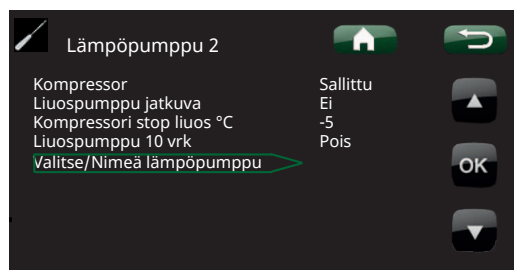 Lämpöpumppu 2
Kompressor Sallittu
Liuospumppu jatkuva Ei
Kompressori stop liuos °C -5
Liuospumppu 10 vrk Pois
Valitse/Nimeä lämpöpumppu
OK